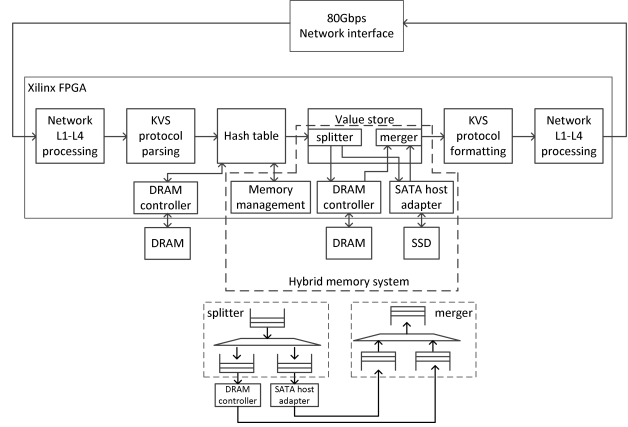 80Gbps
Network interface
Xilinx FPGA
Network
L1-L4
processing
KVS
protocol
parsing
Hash table
Value store
splitter
merger
KVS
protocol
formatting
Network
L1-L4
processing
DRAM
controller
Memory
management
DRAM
controller
SATA host
adapter
DRAM
DRAM
SSD
Hybrid memory system
splitter
merger
DRAM
controller
SATA host
adapter